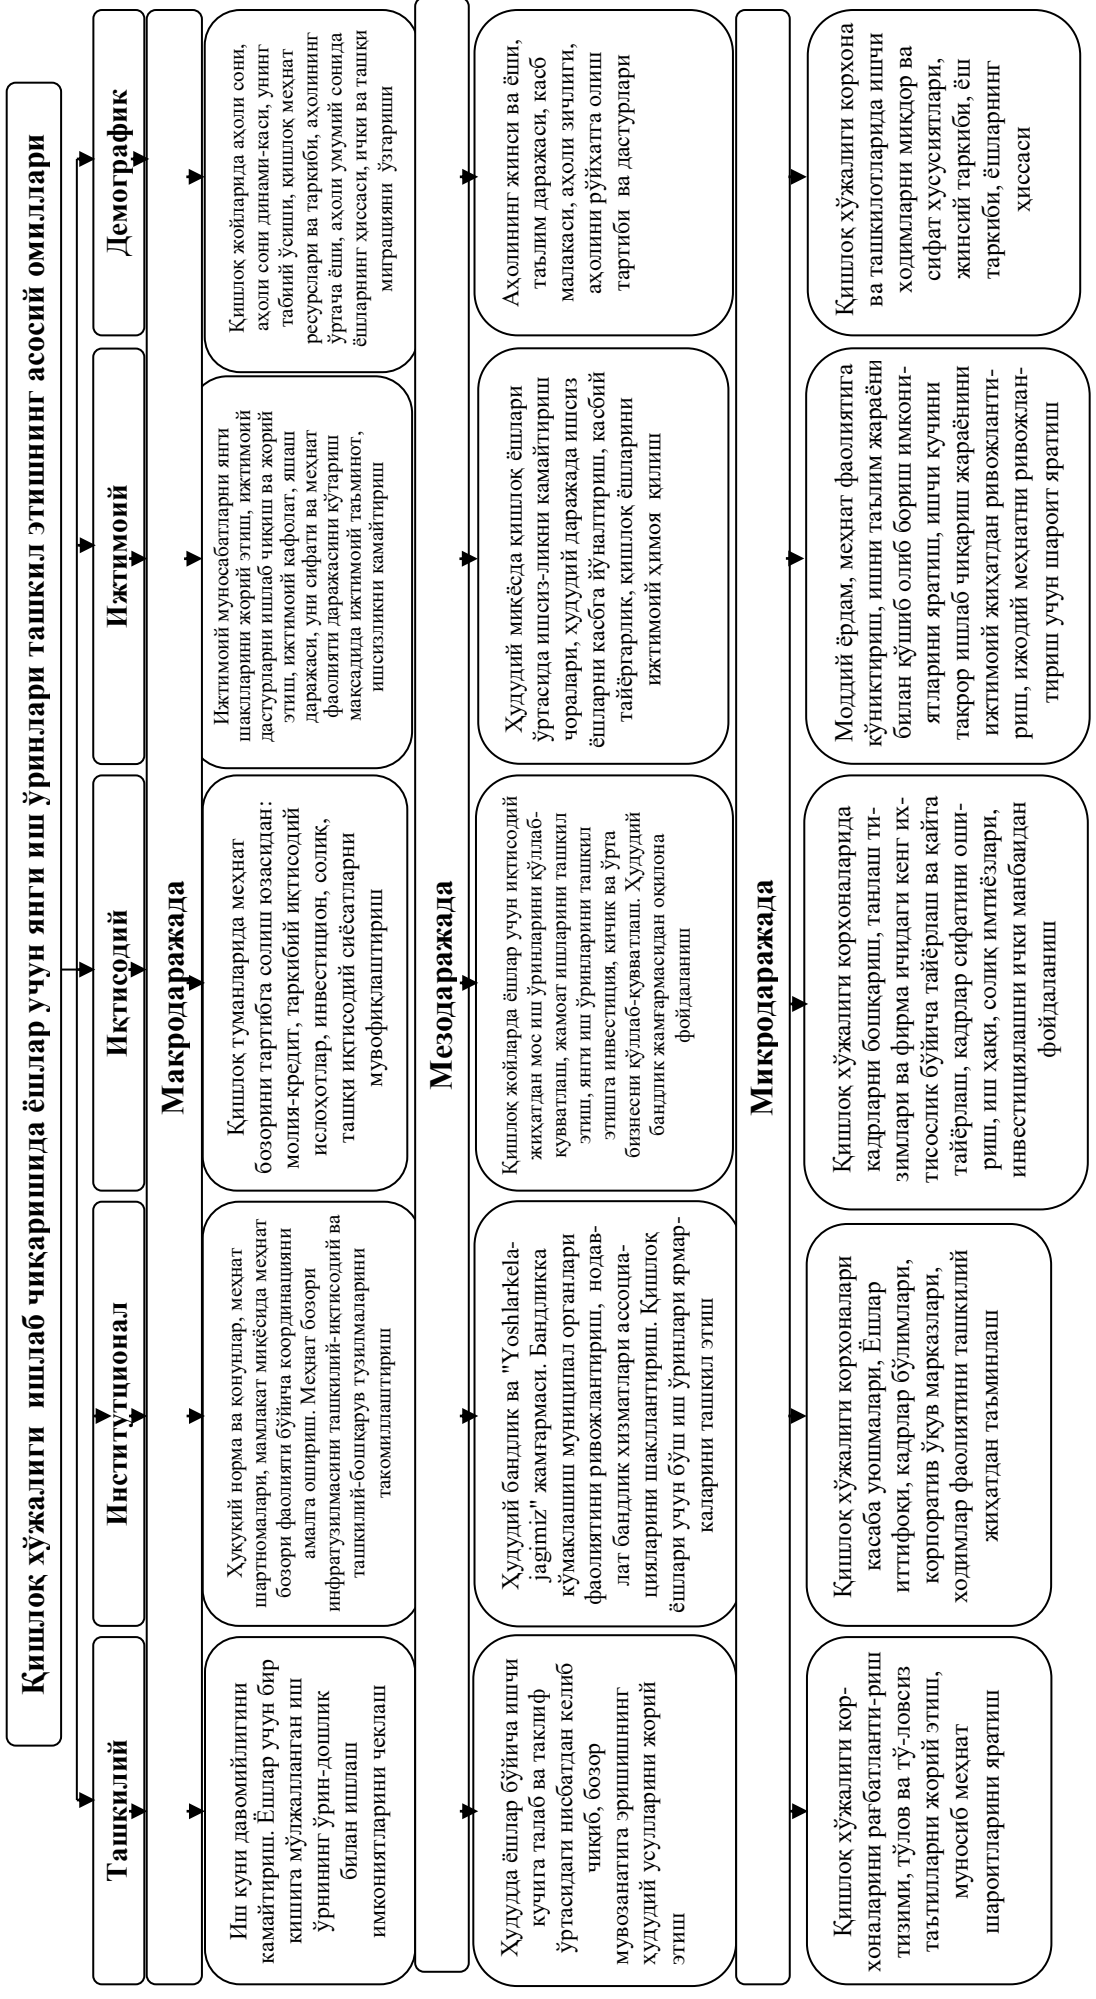 Қишлоқ хўжалиги ишлаб чиқаришида ёшлар учун янги иш ўринлари ташкил этишнинг асосий омиллари
Ташкилий
Институтционал
Иқтисодий
Ижтимоий
Демографик
Макродаражада
Иш куни давомийлигини
камайтириш. Ёшлар учун бир
кишига мўлжалланган иш
ўрнининг ўрин-дошлик
билан ишлаш
имкониятларини чеклаш
Ҳуқуқий норма ва қонунлар, меҳнат
шартномалари, мамлакат миқёсида меҳнат
бозори фаолияти бўйича координацияни
амалга ошириш. Меҳнат бозори
инфратузилмасини ташкилий-иқтисодий ва
ташкилий-бошқарув тузилмаларини
такомиллаштириш
Қишлоқ туманларида меҳнат
бозорини тартибга солиш юзасидан:
молия-кредит, таркибий иқтисодий
ислоҳотлар, инвестицион, солиқ,
ташқи иқтисодий сиёсатларни
мувофиқлаштириш
Ижтимоий муносабатларни янги
шаклларини жорий этиш, ижтимоий
дастурларни ишлаб чиқиш ва жорий
этиш, ижтимоий кафолат, яшаш
даражаси, уни сифати ва меҳнат
фаолияти даражасини кўтариш
мақсадида ижтимоий таъминот,
ишсизликни камайтириш
Қишлоқ жойларида аҳоли сони,
аҳоли сони динами-каси, унинг
табиий ўсиши, қишлоқ меҳнат
ресурслари ва таркиби, аҳолининг
ўртача ёши, аҳоли умумий сонида
ёшларнинг ҳиссаси, ички ва ташқи
миграцияни ўзгариши
Мезодаражада
Ҳудудда ёшлар бўйича ишчи
кучига талаб ва таклиф
ўртасидаги нисбатдан келиб
чиқиб, бозор
мувозанатига эришишнинг
ҳудудий усулларини жорий
этиш
Ҳудудий бандлик ва "Yoshlarkela-
jagimiz" жамғармаси. Бандликка
кўмаклашиш муниципал органлари
фаолиятини ривожлантириш, нодав-
лат бандлик хизматлари ассоциа-
цияларини шакллантириш. Қишлоқ
ёшлари учун бўш иш ўринлари ярмар-
каларини ташкил этиш
Қишлоқ жойларда ёшлар учун иқтисодий
жиҳатдан мос иш ўринларини қўллаб-
қувватлаш, жамоат ишларини ташкил
этиш, янги иш ўринларини ташкил
этишга инвестиция, кичик ва ўрта
бизнесни қўллаб-қувватлаш. Ҳудудий
бандлик жамғармасидан оқилона
фойдаланиш
Ҳудудий миқёсда қишлоқ ёшлари
ўртасида ишсиз-ликни камайтириш
чоралари, ҳудудий даражада ишсиз
ёшларни касбга йўналтириш, касбий
тайёргарлик, қишлоқ ёшларини
ижтимоий ҳимоя қилиш
Аҳолининг жинси ва ёши,
таълим даражаси, касб
малакаси, аҳоли зичлиги,
аҳолини рўйхатга олиш
тартиби ва дастурлари
Микродаражада
Қишлоқ хўжалиги кор-
хоналарини рағбатланти-риш
тизими, тўлов ва тў-ловсиз
таътилларни жорий этиш,
муносиб меҳнат
шароитларини яратиш
Қишлоқ хўжалиги корхоналари
касаба уюшмалари, Ёшлар
иттифоқи, кадрлар бўлимлари,
корпоратив ўқув марказлари,
ходимлар фаолиятини ташкилий
жиҳатдан таъминлаш
Қишлоқ хўжалиги корхоналарида
кадрларни бошқариш, танлаш ти-
зимлари ва фирма ичидаги кенг их-
тисослик бўйича тайёрлаш ва қайта
тайёрлаш, кадрлар сифатини оши-
риш, иш ҳақи, солиқ имтиёзлари,
инвестициялашни ички манбаидан
фойдаланиш
Моддий ёрдам, меҳнат фаолиятига
кўниктириш, ишни таълим жараёни
билан қўшиб олиб бориш имкони-
ятларини яратиш, ишчи кучини
такрор ишлаб чиқариш жараёнини
ижтимоий жиҳатдан ривожланти-
риш, ижодий меҳнатни ривожлан-
тириш учун шароит яратиш
Қишлоқ хўжалиги корхона
ва ташкилотларида ишчи
ходимларни миқдор ва
сифат хусусиятлари,
жинсий таркиби, ёш
таркиби, ёшларнинг
ҳиссаси